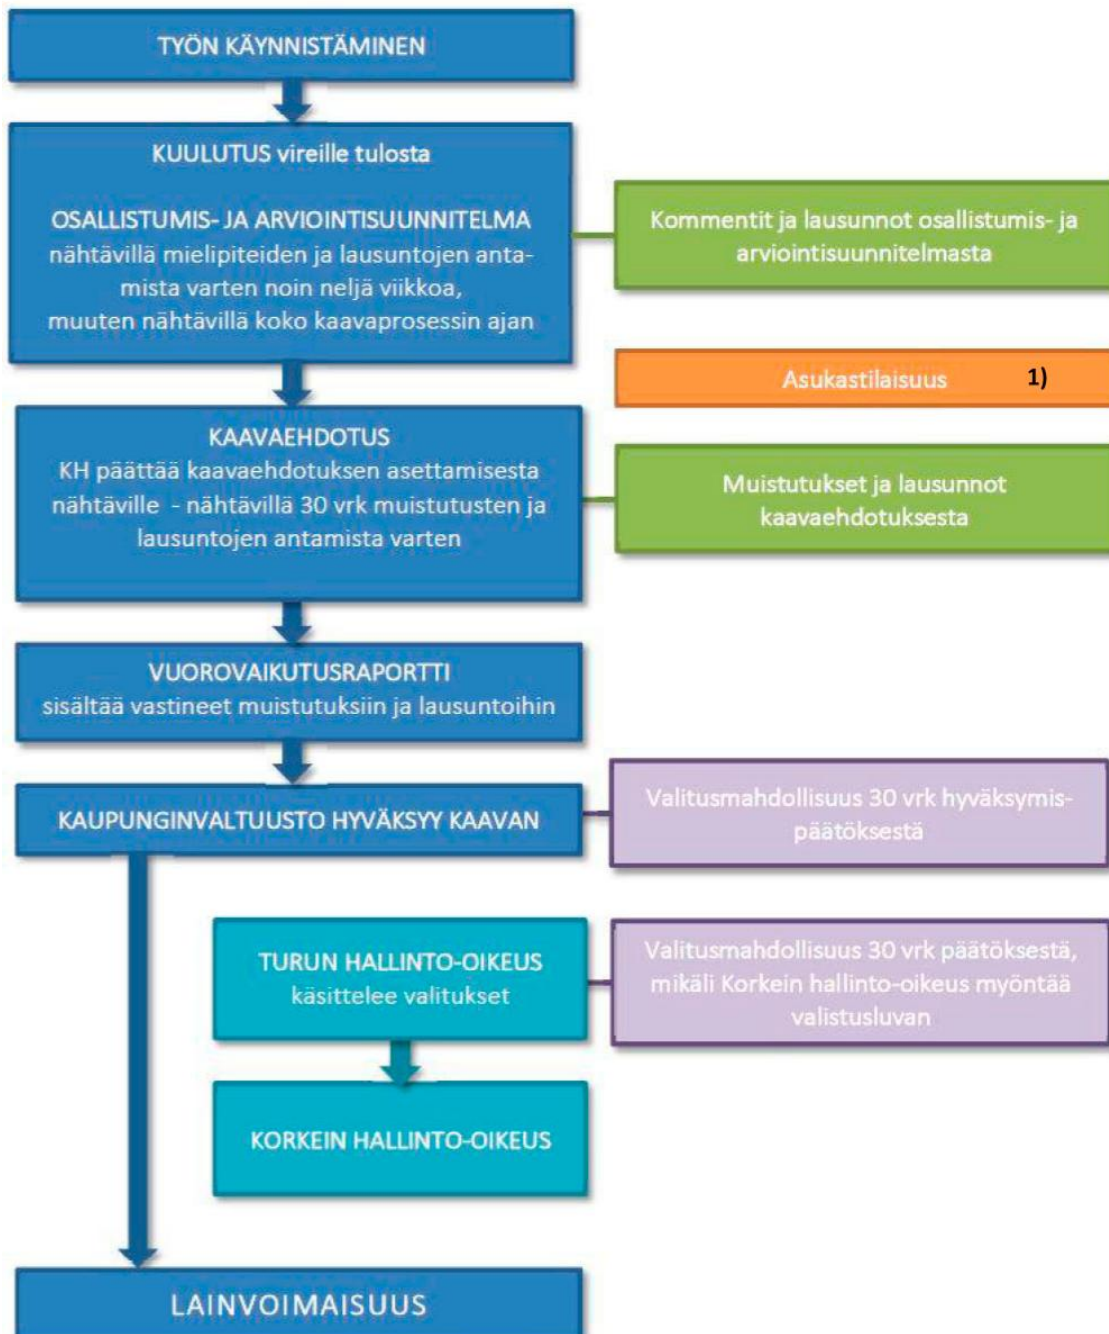 TYÖN KÄYNNISTÄMINEN
KUULUTUS vireille tulosta
OSALLISTUMIS- JA ARVIOINTISUUNNITELMA
nähtävillä mielipiteiden ja lausuntojen anta-
mista varten noin neljä viikkoa,
muuten nähtävillä koko kaavaprosessin ajan
Kommentit ja lausunnot osallistumis- ja
arviointisuunnitelmasta
Asukastilaisuus 1)
KAAVAEHDOTUS
KH päättää kaavaehdotuksen asettamisesta
nähtäville - nähtävillä 30 vrk muistutusten ja
lausuntojen antamista varten
Muistutukset ja lausunnot
kaavaehdotuksesta
VUOROVAIKUTUSRAPORTTI
sisältää vastineet muistutuksiin ja lausuntoihin
KAUPUNGINVALTUUSTO HYVÄKSYY KAAVAN
Valitusmahdollisuus 30 vrk hyväksymis-
päätöksestä
TURUN HALLINTO-OIKEUS
käsittelee valitukset
Valitusmahdollisuus 30 vrk päätöksestä,
mikäli Korkein hallinto-oikeus myöntää
valistusluvan
KORKEIN HALLINTO-OIKEUS
LAINVOIMAISUUS